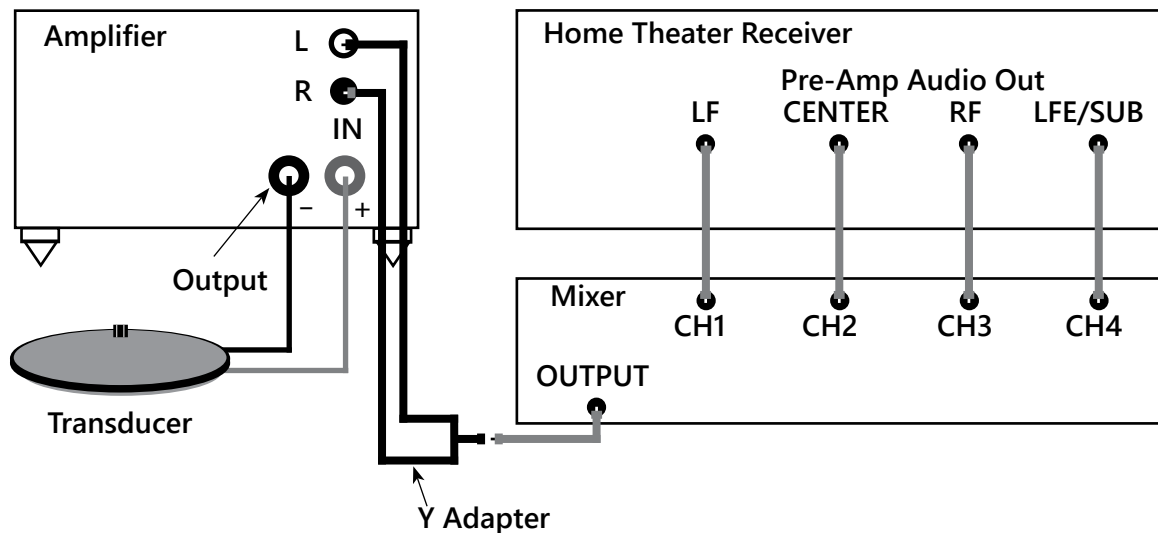 Amplifier
L
R
IN
− +
Output
Transducer
Home Theater Receiver
Pre-Amp Audio Out
LF CENTER RF LFE/SUB
Mixer
CH1 CH2 CH3 CH4
OUTPUT
Y Adapter